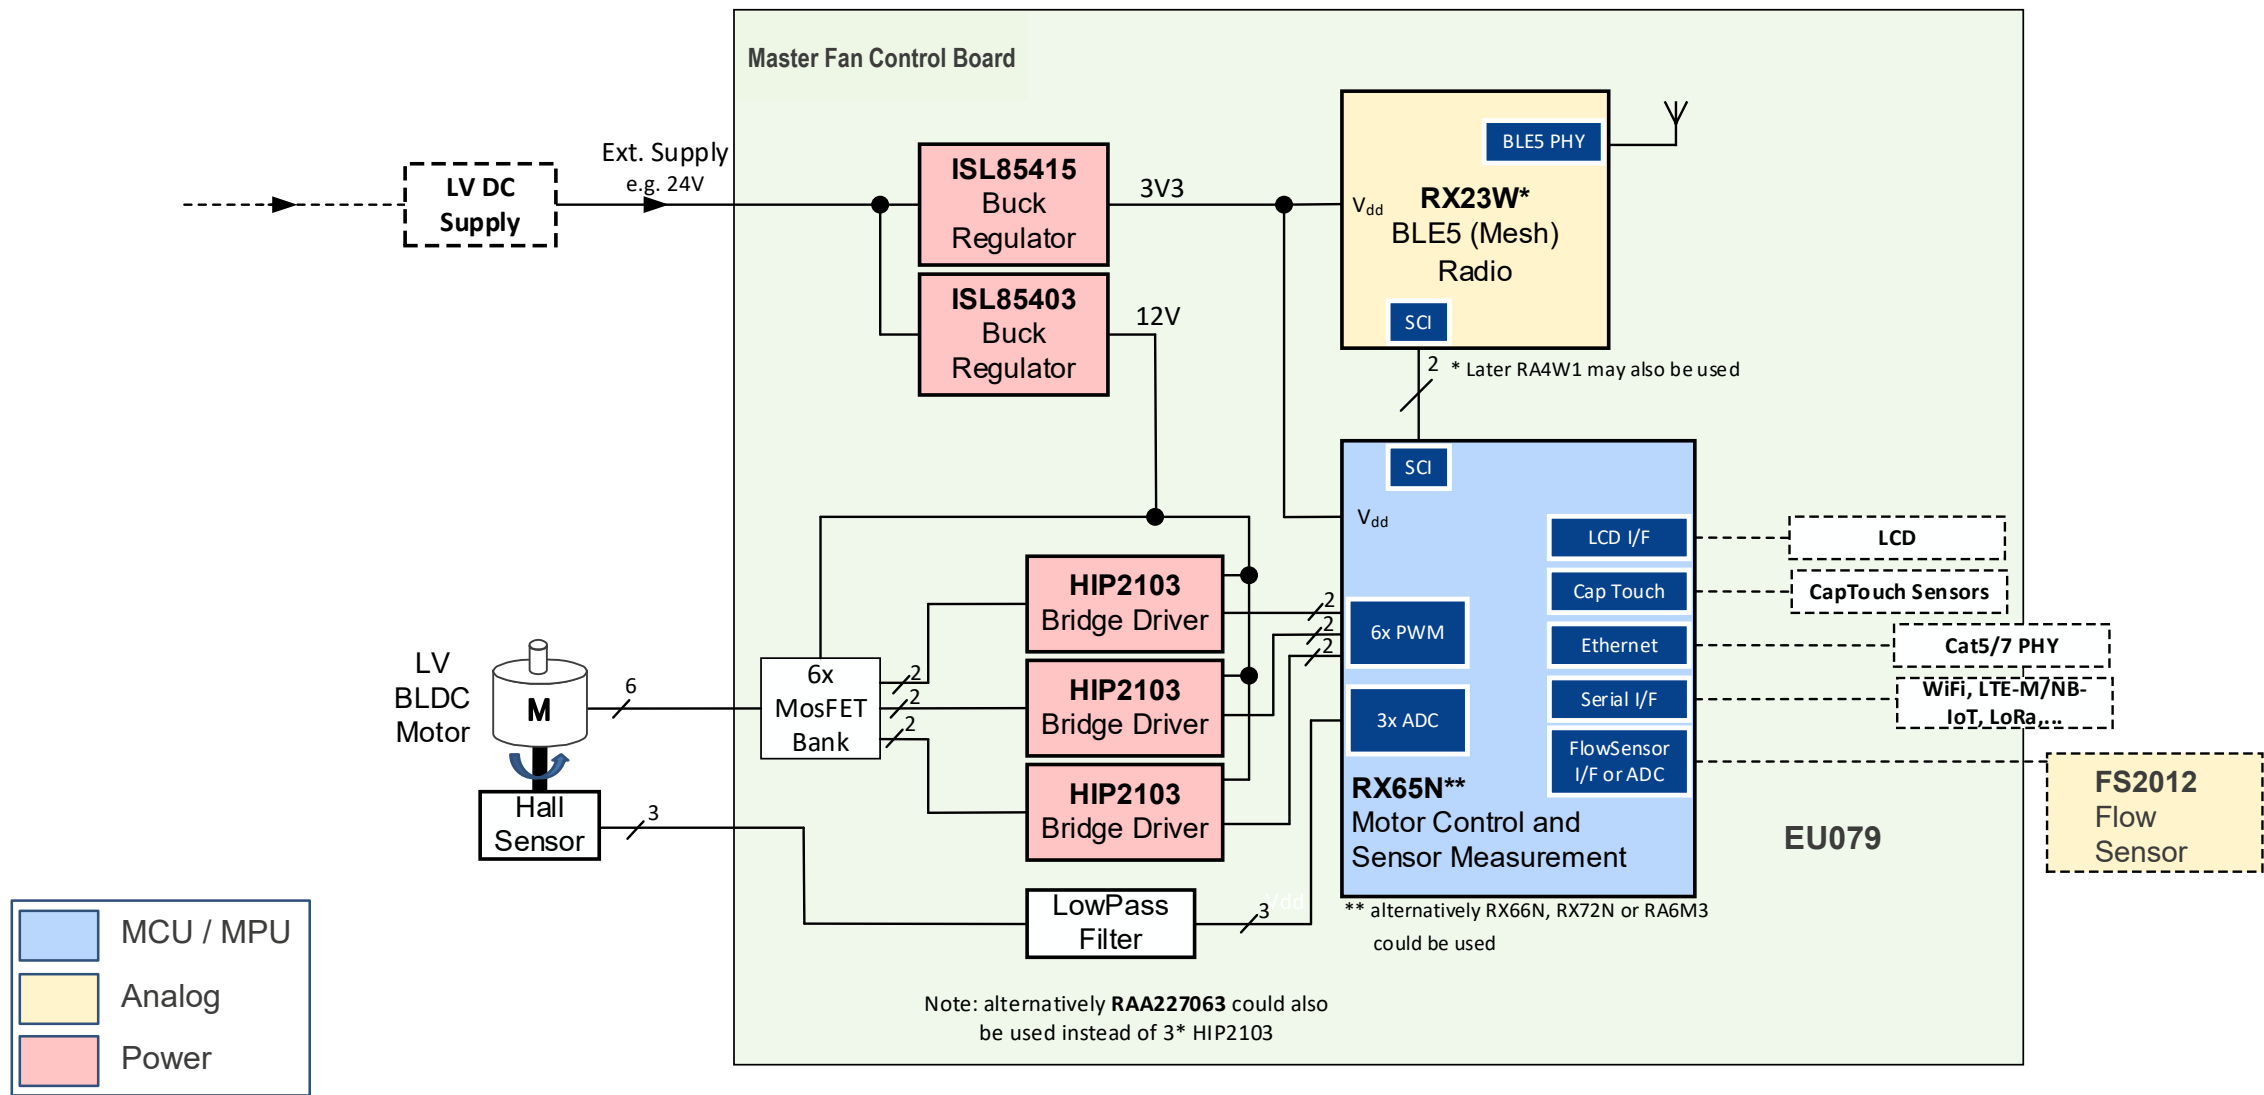 Master Fan Control Board
LV DC
Supply
Ext. Supply
e.g. 24V
ISL85415
Buck
Regulator
3V3
ISL85403
Buck
Regulator
12V
BLE5 PHY
V_dd
RX23W*
BLE5 (Mesh)
Radio
SCI
2
* Later RA4W1 may also be used
SCI
V_dd
LCD I/F
Cap Touch
Ethernet
Serial I/F
FlowSensor
I/F or ADC
6x PWM
3x ADC
RX65N**
Motor Control and
Sensor Measurement
** alternatively RX66N, RX72N or RA6M3
could be used
LCD
CapTouch Sensors
Cat5/7 PHY
WiFi, LTE-M/NB-
IoT, LoRa,...
FS2012
Flow
Sensor
EU079
HIP2103
Bridge Driver
HIP2103
Bridge Driver
HIP2103
Bridge Driver
2
2
2
2
2
2
6x
MosFET
Bank
6
LV
BLDC
Motor
M
Hall
Sensor
3
LowPass
Filter
3
Vdd
Note: alternatively RAA227063 could also
be used instead of 3* HIP2103
MCU / MPU
Analog
Power